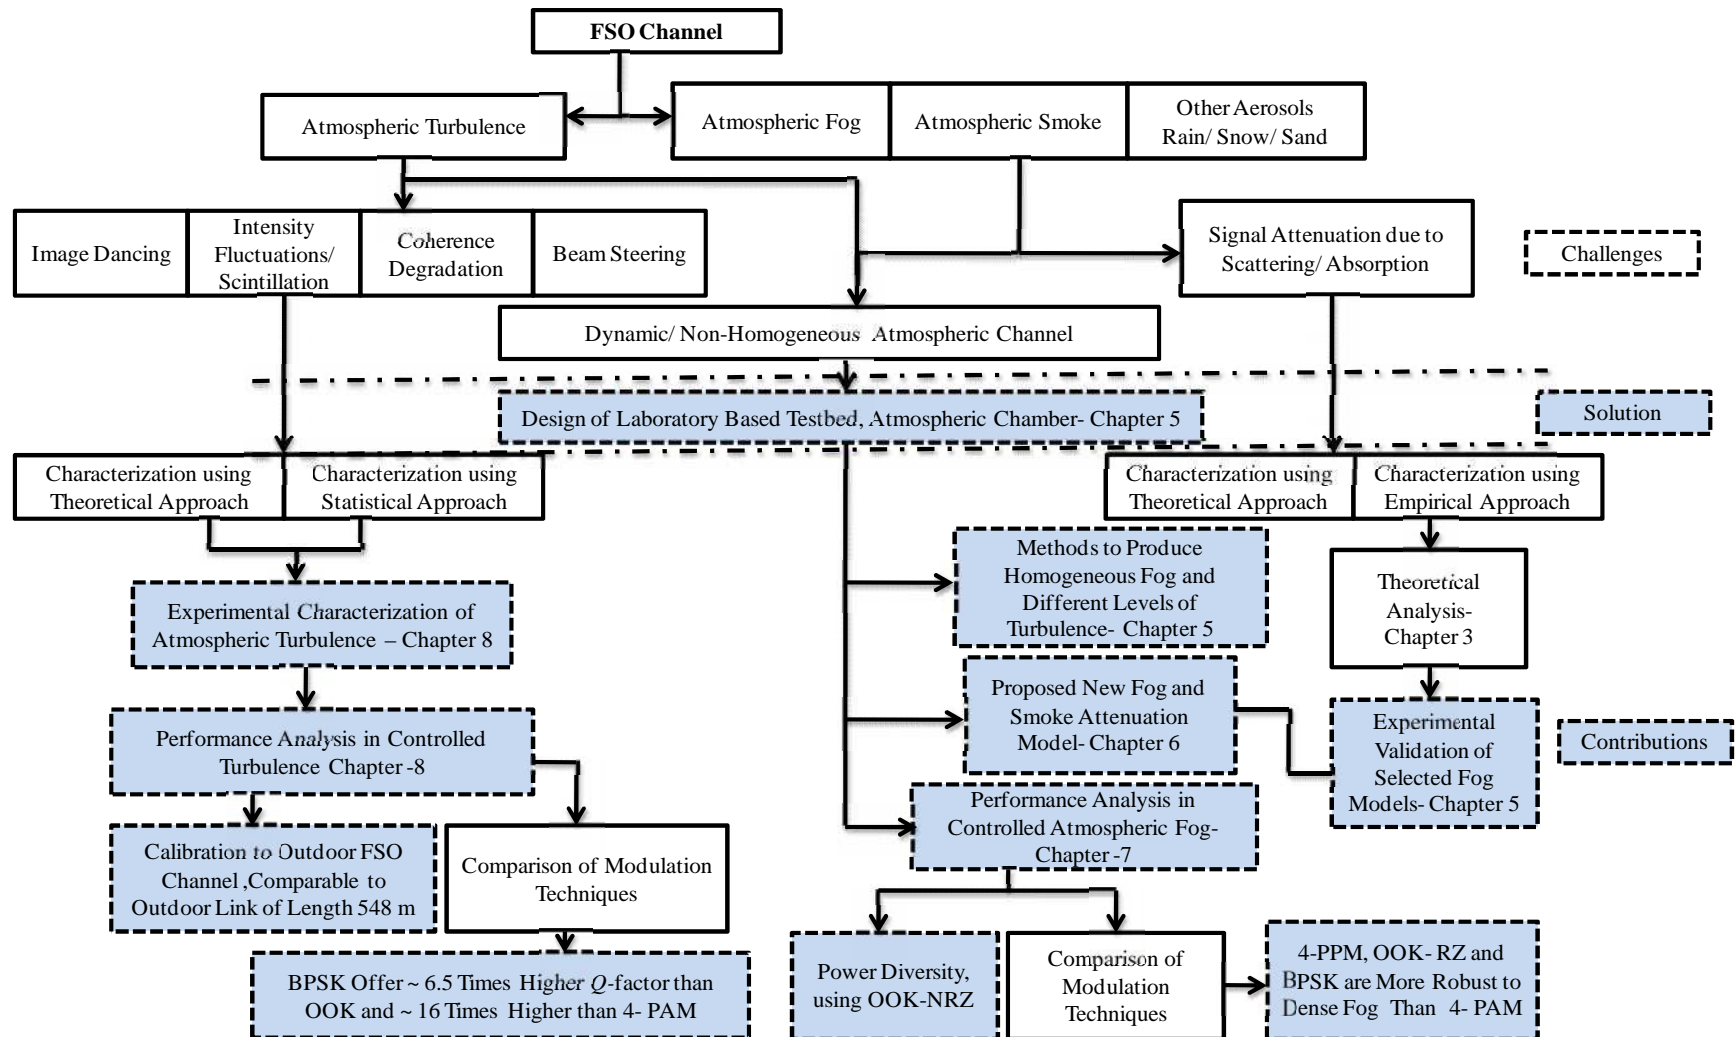 FSO Channel
Atmospheric Turbulence
Atmospheric Fog
Atmospheric Smoke
Other Aerosols
Rain/ Snow/ Sand
Image Dancing
Intensity
Fluctuations/
Scintillation
Coherence
Degradation
Beam Steering
Signal Attenuation due to
Scattering/ Absorption
Challenges
Dynamic/ Non-Homogeneous Atmospheric Channel
Design of Laboratory Based Testbed, Atmospheric Chamber- Chapter 5
Solution
Characterization using
Theoretical Approach
Characterization using
Statistical Approach
Characterization using
Theoretical Approach
Characterization using
Empirical Approach
Methods to Produce
Homogeneous Fog and
Different Levels of
Turbulence- Chapter 5
Theoretical
Analysis-
Chapter 3
Experimental Characterization of
Atmospheric Turbulence – Chapter 8
Proposed New Fog and
Smoke Attenuation
Model- Chapter 6
Experimental
Validation of
Selected Fog
Models- Chapter 5
Contributions
Performance Analysis in Controlled
Turbulence Chapter -8
Performance Analysis in
Controlled Atmospheric Fog-
Chapter -7
Calibration to Outdoor FSO
Channel ,Comparable to
Outdoor Link of Length 548 m
Comparison of Modulation
Techniques
BPSK Offer ~ 6.5 Times Higher Q-factor than
OOK and ~ 16 Times Higher than 4- PAM
Power Diversity,
using OOK-NRZ
Comparison of
Modulation
Techniques
4-PPM, OOK- RZ and
BPSK are More Robust to
Dense Fog Than 4- PAM